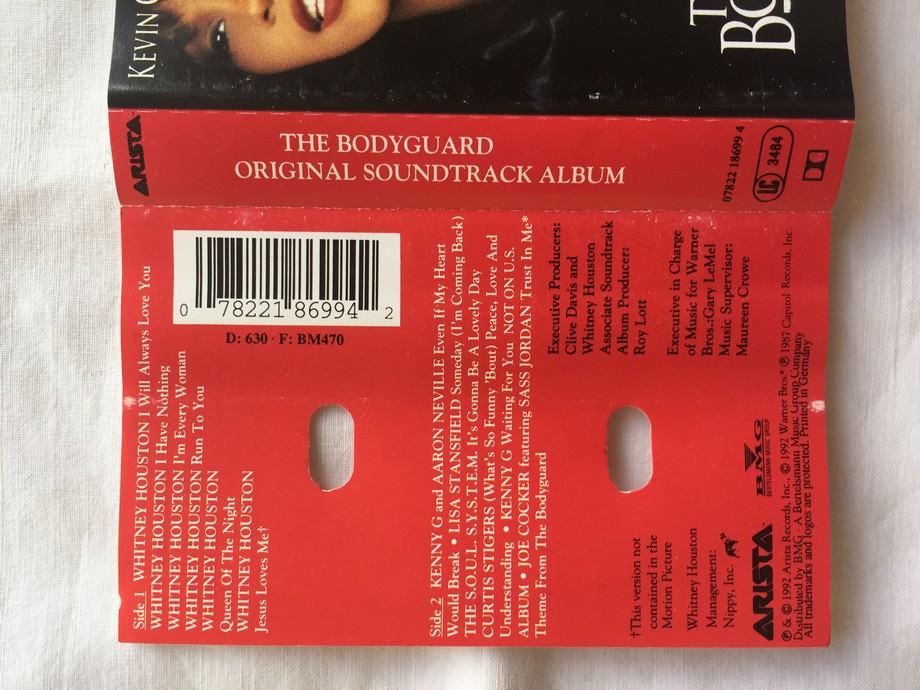 KEVIN
THE BODYGUARD
ORIGINAL SOUNDTRACK ALBUM
ARISTA
07822 18699 4
LC 3484
0 78221 86994 2
D: 630 · F: BM470
Side 1 WHITNEY HOUSTON I Will Always Love You
WHITNEY HOUSTON I Have Nothing
WHITNEY HOUSTON I'm Every Woman
WHITNEY HOUSTON Run To You
WHITNEY HOUSTON
Queen Of The Night
WHITNEY HOUSTON
Jesus Loves Me†
Side 2 KENNY G and AARON NEVILLE Even If My Heart
Would Break • LISA STANSFIELD Someday (I'm Coming Back)
THE S.O.U.L. S.Y.S.T.E.M. It's Gonna Be A Lovely Day
CURTIS STIGERS (What's So Funny 'Bout) Peace, Love And
Understanding • KENNY G Waiting For You NOT ON U.S.
ALBUM • JOE COCKER featuring SASS JORDAN Trust In Me*
Theme From The Bodyguard
Executive Producers:
Clive Davis and
Whitney Houston
Associate Soundtrack
Album Producer:
Roy Lott
Executive in Charge
of Music for Warner
Bros.:Gary LeMel
Music Supervisor:
Maureen Crowe
†This version not
contained in the
Motion Picture
Whitney Houston
Management:
Nippy, Inc.
ARISTA
BMG
BERTELSMANN MUSIC GROUP
℗ & © 1992 Arista Records, Inc., © 1992 Warner Bros.* ℗ 1987 Capitol Records, Inc.
Distributed by BMG · A Bertelsmann Music Group Company
All trademarks and logos are protected. Printed in Germany